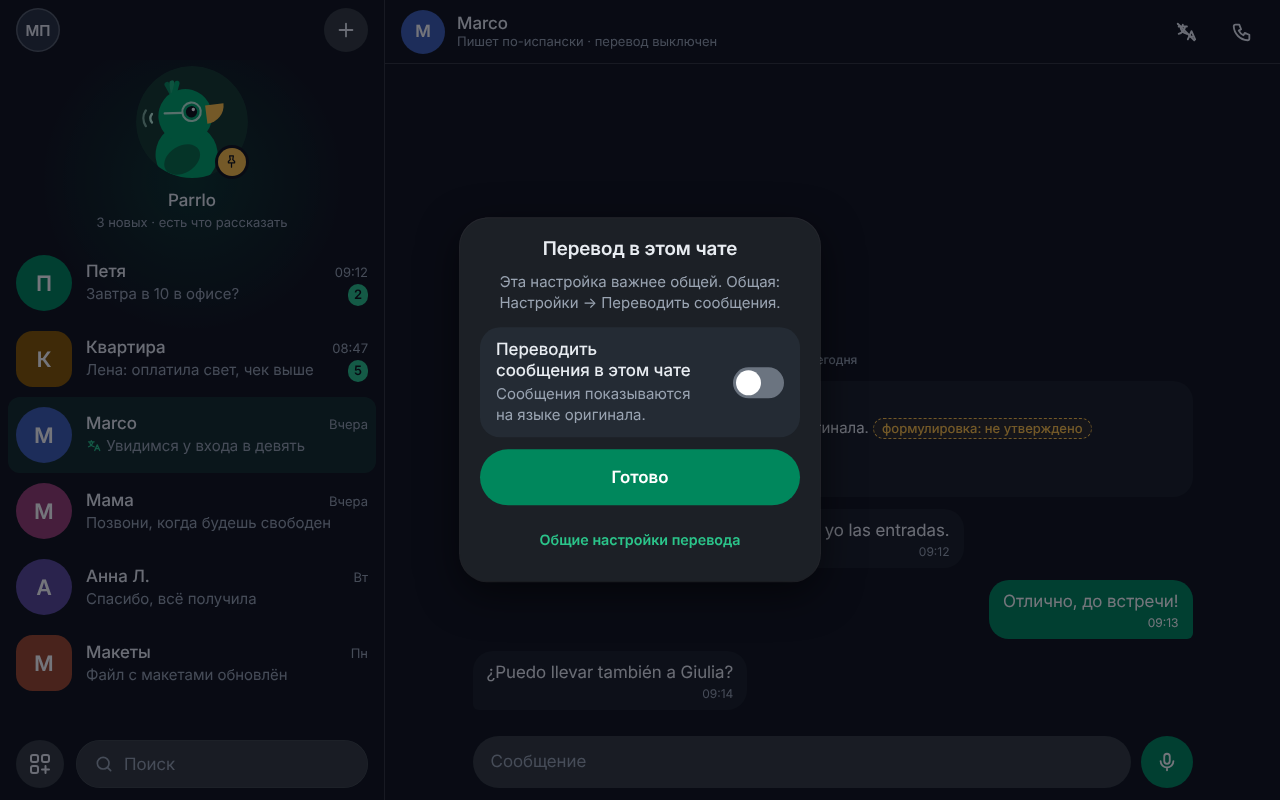 МП
Parrlo
3 новых · есть что рассказать
Петя
09:12
Завтра в 10 в офисе?
2
Квартира
08:47
Лена: оплатила свет, чек выше
5
Marco
Вчера
Увидимся у входа в девять
Мама
Вчера
Позвони, когда будешь свободен
Анна Л.
Вт
Спасибо, всё получила
Макеты
Пн
Файл с макетами обновлён
П
К
М
М
А
М
Поиск
M
Marco
Пишет по-испански · перевод выключен
Перевод в этом чате
Эта настройка важнее общей. Общая:
Настройки → Переводить сообщения.
Переводить
сообщения в этом чате
Сообщения показываются
на языке оригинала.
Готово
Общие настройки перевода
формулировка: не утверждено
yo las entradas.
09:12
Отлично, до встречи!
09:13
¿Puedo llevar también a Giulia?
09:14
Сообщение